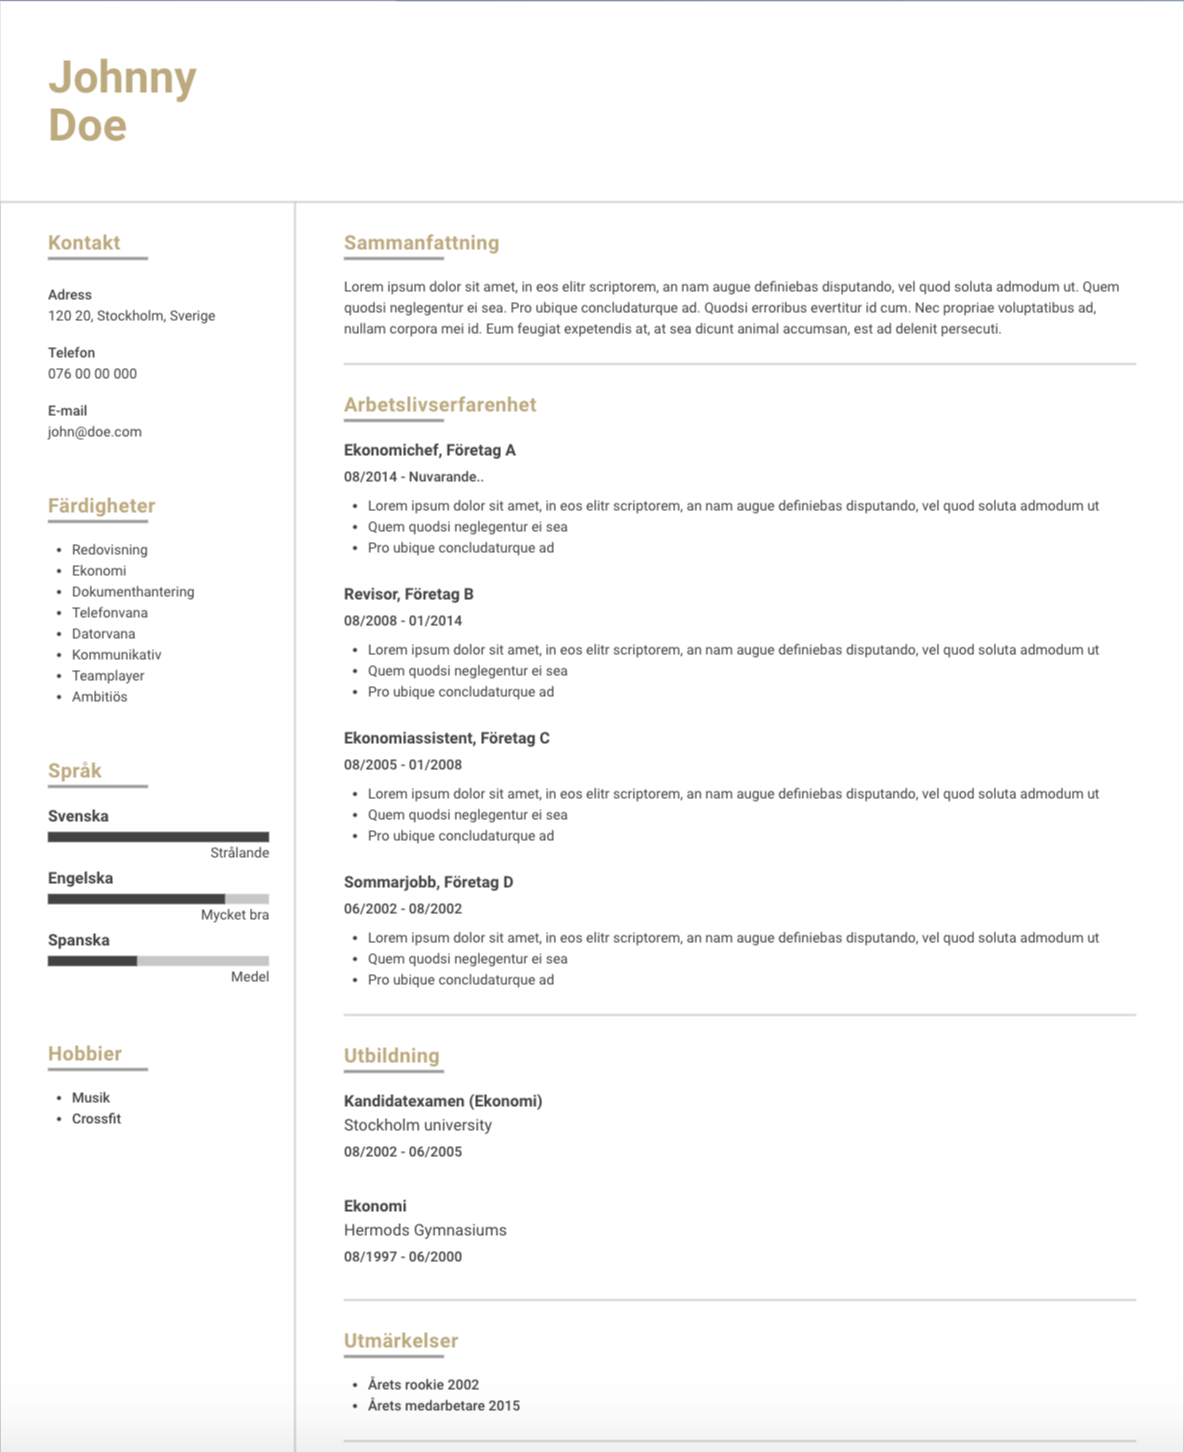 Johnny
Doe
Kontakt
Adress
120 20, Stockholm, Sverige
Telefon
076 00 00 000
E-mail
john@doe.com
Färdigheter
• Redovisning
• Ekonomi
• Dokumenthantering
• Telefonvana
• Datorvana
• Kommunikativ
• Teamplayer
• Ambitiös
Språk
Svenska
Strålande
Engelska
Mycket bra
Spanska
Medel
Hobbier
• Musik
• Crossfit
Sammanfattning
Lorem ipsum dolor sit amet, in eos elitr scriptorem, an nam augue definiebas disputando, vel quod soluta admodum ut. Quem
quodsi neglegentur ei sea. Pro ubique concludaturque ad. Quodsi erroribus evertitur id cum. Nec propriae voluptatibus ad,
nullam corpora mei id. Eum feugiat expetendis at, at sea dicunt animal accumsan, est ad delenit persecuti.
Arbetslivserfarenhet
Ekonomichef, Företag A
08/2014 - Nuvarande..
• Lorem ipsum dolor sit amet, in eos elitr scriptorem, an nam augue definiebas disputando, vel quod soluta admodum ut
• Quem quodsi neglegentur ei sea
• Pro ubique concludaturque ad
Revisor, Företag B
08/2008 - 01/2014
• Lorem ipsum dolor sit amet, in eos elitr scriptorem, an nam augue definiebas disputando, vel quod soluta admodum ut
• Quem quodsi neglegentur ei sea
• Pro ubique concludaturque ad
Ekonomiassistent, Företag C
08/2005 - 01/2008
• Lorem ipsum dolor sit amet, in eos elitr scriptorem, an nam augue definiebas disputando, vel quod soluta admodum ut
• Quem quodsi neglegentur ei sea
• Pro ubique concludaturque ad
Sommarjobb, Företag D
06/2002 - 08/2002
• Lorem ipsum dolor sit amet, in eos elitr scriptorem, an nam augue definiebas disputando, vel quod soluta admodum ut
• Quem quodsi neglegentur ei sea
• Pro ubique concludaturque ad
Utbildning
Kandidatexamen (Ekonomi)
Stockholm university
08/2002 - 06/2005
Ekonomi
Hermods Gymnasiums
08/1997 - 06/2000
Utmärkelser
• Årets rookie 2002
• Årets medarbetare 2015